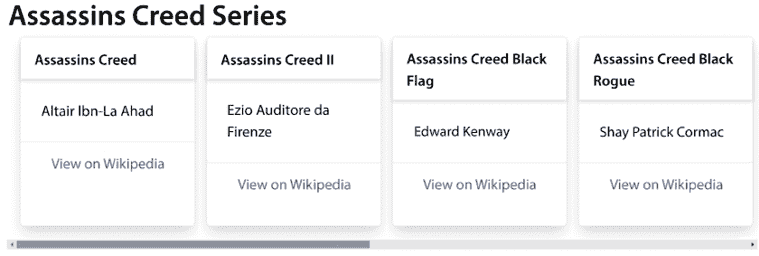 Assassins Creed Series
Assassins Creed
Altair Ibn-La Ahad
View on Wikipedia
Assassins Creed II
Ezio Auditore da
Firenze
View on Wikipedia
Assassins Creed Black
Flag
Edward Kenway
View on Wikipedia
Assassins Creed Black
Rogue
Shay Patrick Cormac
View on Wikipedia